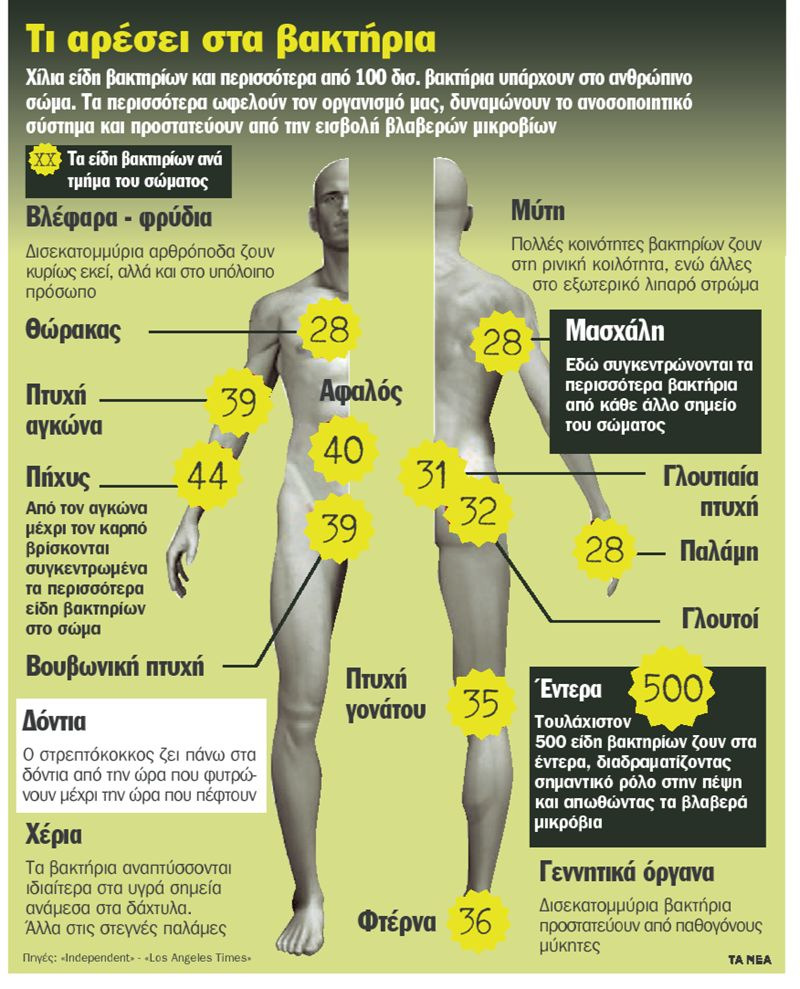 Τι αρέσει στα βακτήρια
Χίλια είδη βακτηρίων και περισσότερα από 100 δισ. βακτήρια υπάρχουν στο ανθρώπινο
σώμα. Τα περισσότερα ωφελούν τον οργανισμό μας, δυναμώνουν το ανοσοποιητικό
σύστημα και προστατεύουν από την εισβολή βλαβερών μικροβίων
XX Τα είδη βακτηρίων ανά
τμήμα του σώματος
Βλέφαρα - φρύδια
Δισεκατομμύρια αρθρόποδα ζουν
κυρίως εκεί, αλλά και στο υπόλοιπο
πρόσωπο
Μύτη
Πολλές κοινότητες βακτηρίων ζουν
στη ρινική κοιλότητα, ενώ άλλες
στο εξωτερικό λιπαρό στρώμα
Θώρακας
28
28
Μασχάλη
Εδώ συγκεντρώνονται τα
περισσότερα βακτήρια
από κάθε άλλο σημείο
του σώματος
Πτυχή
αγκώνα
39
Αφαλός
40
Πήχυς
44
Από τον αγκώνα
μέχρι τον καρπό
βρίσκονται
συγκεντρωμένα
τα περισσότερα
είδη βακτηρίων
στο σώμα
39
31
Γλουτιαία
πτυχή
32
28
Παλάμη
Γλουτοί
Βουβωνική πτυχή
Πτυχή
γονάτου
35
Έντερα
500
Τουλάχιστον
500 είδη βακτηρίων ζουν στα
έντερα, διαδραματίζοντας
σημαντικό ρόλο στην πέψη
και απωθώντας τα βλαβερά
μικρόβια
Δόντια
Ο στρεπτόκοκκος ζει πάνω στα
δόντια από την ώρα που φυτρώ-
νουν μέχρι την ώρα που πέφτουν
Χέρια
Τα βακτήρια αναπτύσσονται
ιδιαίτερα στα υγρά σημεία
ανάμεσα στα δάχτυλα.
Άλλα στις στεγνές παλάμες
Φτέρνα
36
Γεννητικά όργανα
Δισεκατομμύρια βακτήρια
προστατεύουν από παθογόνους
μύκητες
Πηγές: «Independent» - «Los Angeles Times»
ΤΑ ΝΕΑ